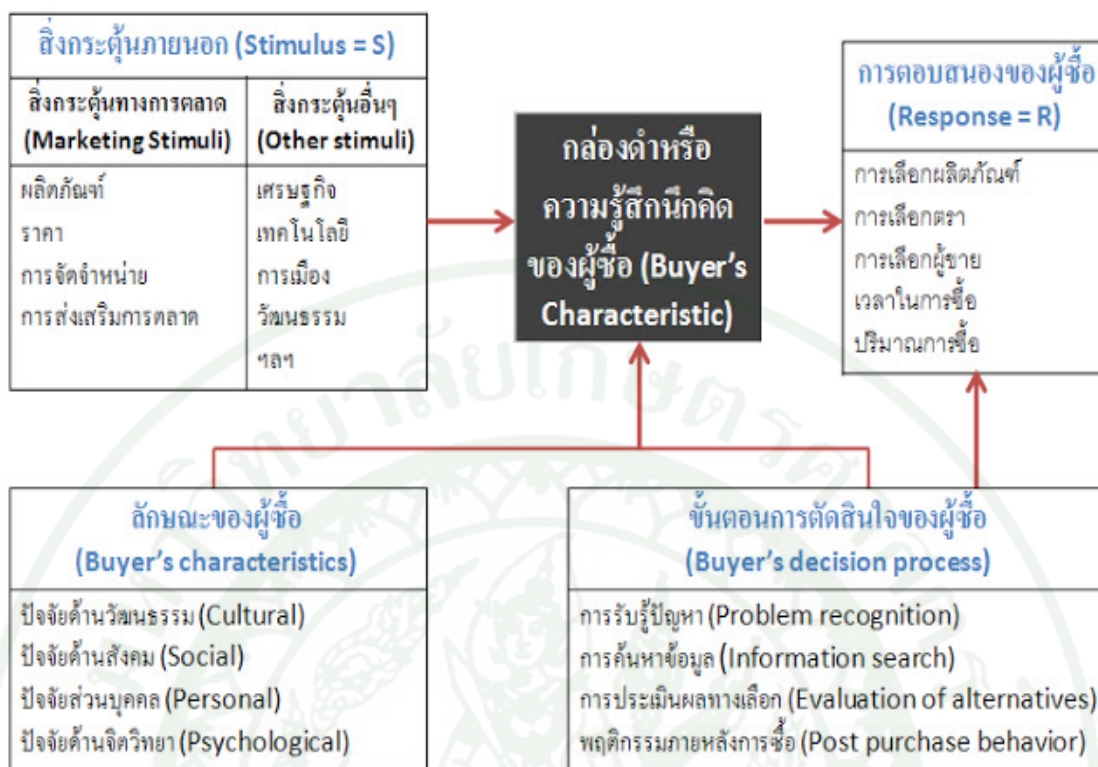 สิ่งกระตุ้นภายนอก (Stimulus = S)
สิ่งกระตุ้นทางการตลาด
(Marketing Stimuli)
ผลิตภัณฑ์
ราคา
การจัดจำหน่าย
การส่งเสริมการตลาด
สิ่งกระตุ้นอื่นๆ
(Other stimuli)
เศรษฐกิจ
เทคโนโลยี
การเมือง
วัฒนธรรม
ฯลฯ
กล่องดำหรือ
ความรู้สึกนึกคิด
ของผู้ซื้อ (Buyer's
Characteristic)
การตอบสนองของผู้ซื้อ
(Response = R)
การเลือกผลิตภัณฑ์
การเลือกตรา
การเลือกผู้ขาย
เวลาในการซื้อ
ปริมาณการซื้อ
ลักษณะของผู้ซื้อ
(Buyer's characteristics)
ปัจจัยด้านวัฒนธรรม (Cultural)
ปัจจัยด้านสังคม (Social)
ปัจจัยส่วนบุคคล (Personal)
ปัจจัยด้านจิตวิทยา (Psychological)
ขั้นตอนการตัดสินใจของผู้ซื้อ
(Buyer's decision process)
การรับรู้ปัญหา (Problem recognition)
การค้นหาข้อมูล (Information search)
การประเมินผลทางเลือก (Evaluation of alternatives)
พฤติกรรมภายหลังการซื้อ (Post purchase behavior)